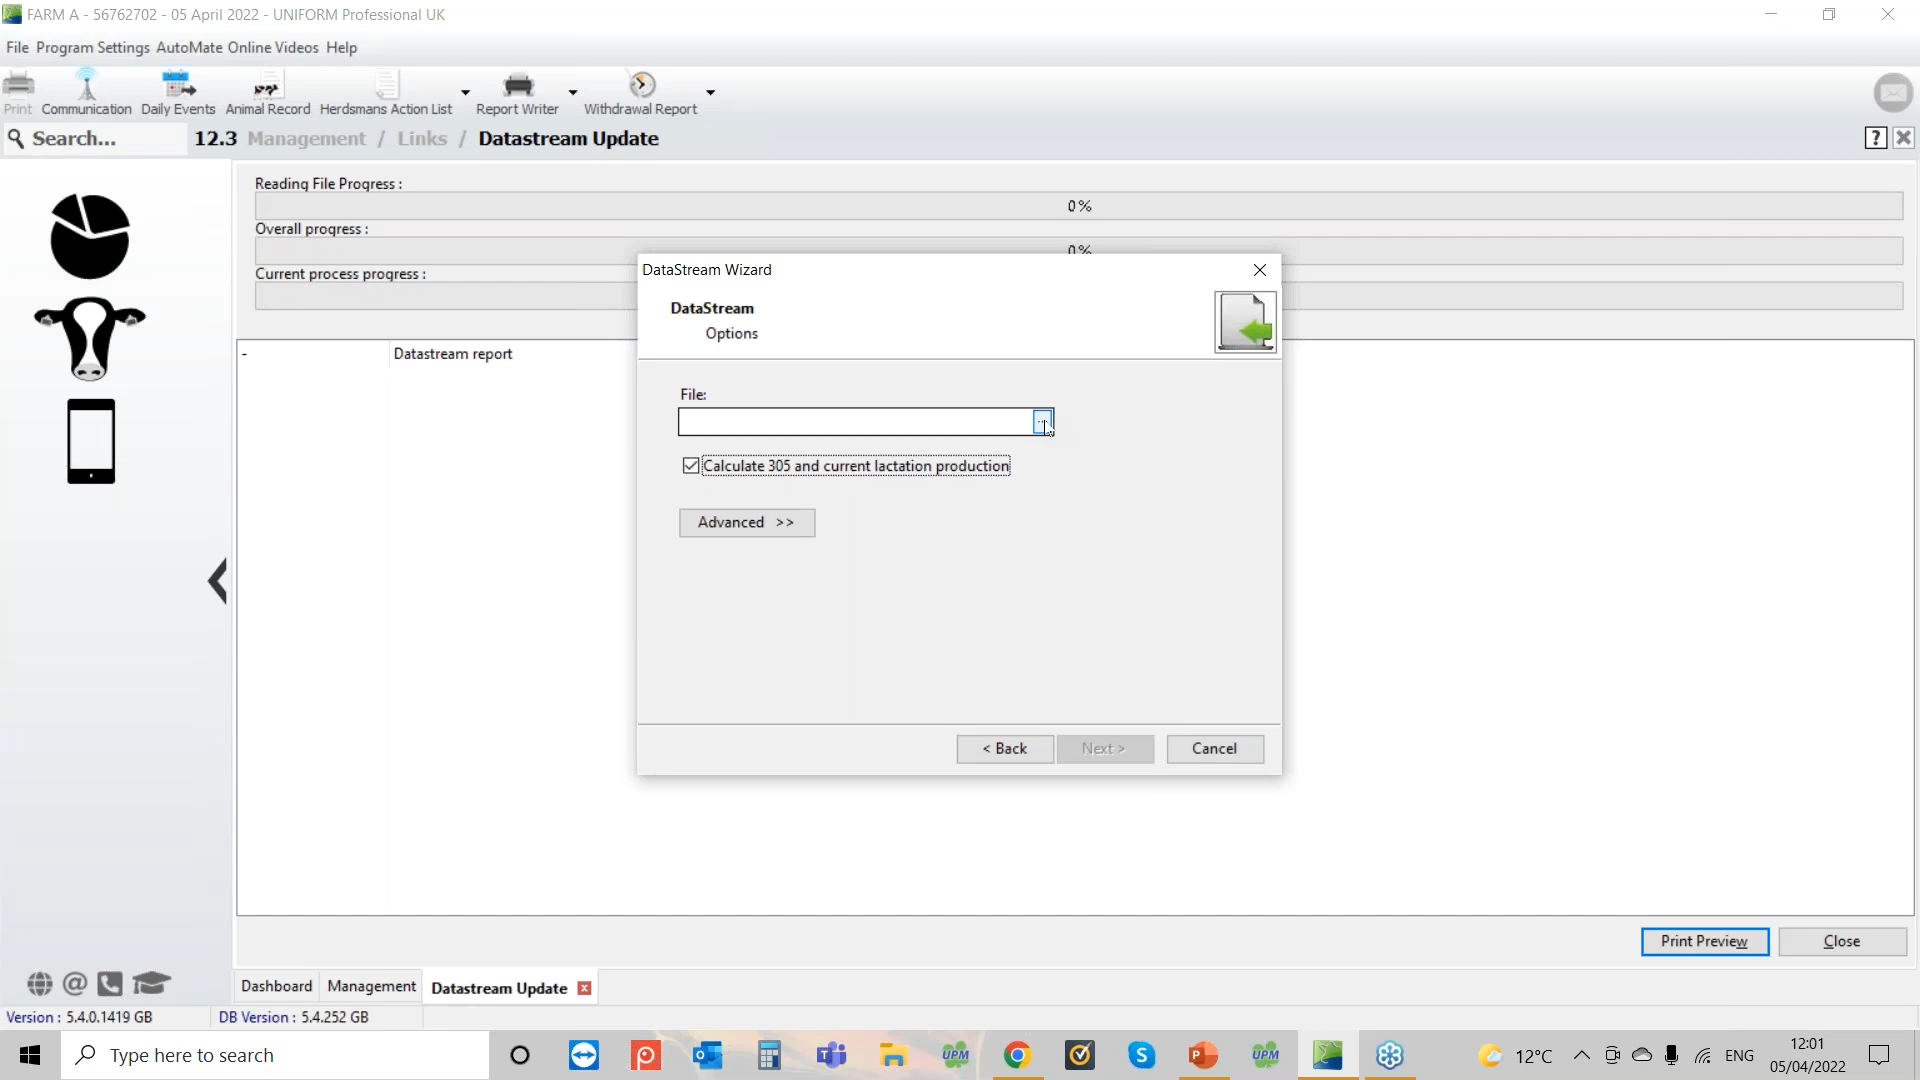 FARM A - 56762702 - 05 April 2022 - UNIFORM Professional UK
File Program Settings AutoMate Online Videos Help
Print Communication Daily Events Animal Record Herdsmans Action List Report Writer Withdrawal Report
Search... 12.3 Management / Links / Datastream Update
Reading File Progress :
0%
Overall progress :
0%
Current process progress :
- Datastream report
DataStream Wizard
DataStream
Options
File:
...
Calculate 305 and current lactation production
Advanced >>
< Back Next > Cancel
Print Preview Close
Dashboard Management Datastream Update
Version : 5.4.0.1419 GB DB Version : 5.4.252 GB
Type here to search
UPM UPM
12°C ENG
12:01
05/04/2022